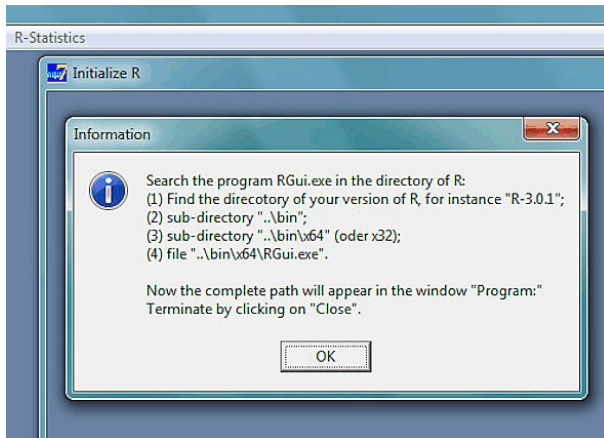 R-Statistics
Initialize R
Information
Search the program RGui.exe in the directory of R:
(1) Find the direcotory of your version of R, for instance "R-3.0.1";
(2) sub-directory "..\bin";
(3) sub-directory "..\bin\x64" (oder x32);
(4) file "..\bin\x64\RGui.exe".
Now the complete path will appear in the window "Program:"
Terminate by clicking on "Close".
OK